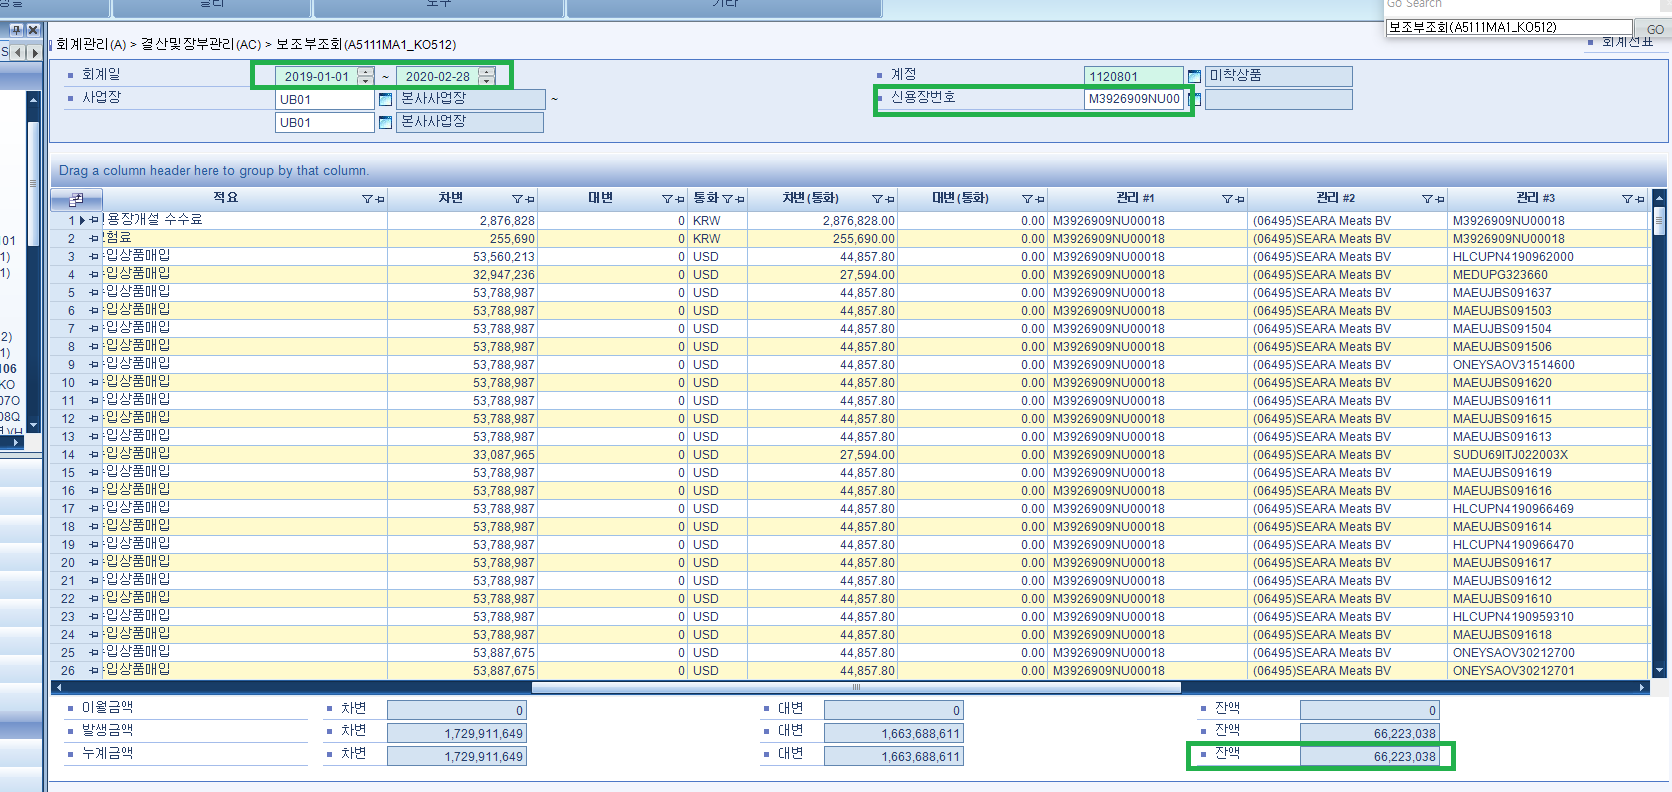 도구
기타
Go Search
보조부조회(A5111MA1_KO512)
GO
회계관리(A) > 결산및장부관리(AC) > 보조부조회(A5111MA1_KO512)
회계전표
회계일 2019-01-01 ~ 2020-02-28 계정 1120801 미착상품
사업장 UB01 본사사업장 ~ 신용장번호 M3926909NU00
UB01 본사사업장
Drag a column header here to group by that column.
적요 차변 대변 통화 차변(통화) 대변(통화) 관리 #1 관리 #2 관리 #3
1 용장개설 수수료 2,876,828 0 KRW 2,876,828.00 0.00 M3926909NU00018 (06495)SEARA Meats BV M3926909NU00018
2 험료 255,690 0 KRW 255,690.00 0.00 M3926909NU00018 (06495)SEARA Meats BV M3926909NU00018
3 입상품매입 53,560,213 0 USD 44,857.80 0.00 M3926909NU00018 (06495)SEARA Meats BV HLCUPN4190962000
4 입상품매입 32,947,236 0 USD 27,594.00 0.00 M3926909NU00018 (06495)SEARA Meats BV MEDUPG323660
5 입상품매입 53,788,987 0 USD 44,857.80 0.00 M3926909NU00018 (06495)SEARA Meats BV MAEUJBS091637
6 입상품매입 53,788,987 0 USD 44,857.80 0.00 M3926909NU00018 (06495)SEARA Meats BV MAEUJBS091503
7 입상품매입 53,788,987 0 USD 44,857.80 0.00 M3926909NU00018 (06495)SEARA Meats BV MAEUJBS091504
8 입상품매입 53,788,987 0 USD 44,857.80 0.00 M3926909NU00018 (06495)SEARA Meats BV MAEUJBS091506
9 입상품매입 53,788,987 0 USD 44,857.80 0.00 M3926909NU00018 (06495)SEARA Meats BV ONEYSAOV31514600
10 입상품매입 53,788,987 0 USD 44,857.80 0.00 M3926909NU00018 (06495)SEARA Meats BV MAEUJBS091620
11 입상품매입 53,788,987 0 USD 44,857.80 0.00 M3926909NU00018 (06495)SEARA Meats BV MAEUJBS091611
12 입상품매입 53,788,987 0 USD 44,857.80 0.00 M3926909NU00018 (06495)SEARA Meats BV MAEUJBS091615
13 입상품매입 53,788,987 0 USD 44,857.80 0.00 M3926909NU00018 (06495)SEARA Meats BV MAEUJBS091613
14 입상품매입 33,087,965 0 USD 27,594.00 0.00 M3926909NU00018 (06495)SEARA Meats BV SUDU69ITJ022003X
15 입상품매입 53,788,987 0 USD 44,857.80 0.00 M3926909NU00018 (06495)SEARA Meats BV MAEUJBS091619
16 입상품매입 53,788,987 0 USD 44,857.80 0.00 M3926909NU00018 (06495)SEARA Meats BV MAEUJBS091616
17 입상품매입 53,788,987 0 USD 44,857.80 0.00 M3926909NU00018 (06495)SEARA Meats BV HLCUPN4190966469
18 입상품매입 53,788,987 0 USD 44,857.80 0.00 M3926909NU00018 (06495)SEARA Meats BV MAEUJBS091614
19 입상품매입 53,788,987 0 USD 44,857.80 0.00 M3926909NU00018 (06495)SEARA Meats BV HLCUPN4190966470
20 입상품매입 53,788,987 0 USD 44,857.80 0.00 M3926909NU00018 (06495)SEARA Meats BV MAEUJBS091617
21 입상품매입 53,788,987 0 USD 44,857.80 0.00 M3926909NU00018 (06495)SEARA Meats BV MAEUJBS091612
22 입상품매입 53,788,987 0 USD 44,857.80 0.00 M3926909NU00018 (06495)SEARA Meats BV MAEUJBS091610
23 입상품매입 53,788,987 0 USD 44,857.80 0.00 M3926909NU00018 (06495)SEARA Meats BV HLCUPN4190959310
24 입상품매입 53,788,987 0 USD 44,857.80 0.00 M3926909NU00018 (06495)SEARA Meats BV MAEUJBS091618
25 입상품매입 53,887,675 0 USD 44,857.80 0.00 M3926909NU00018 (06495)SEARA Meats BV ONEYSAOV30212700
26 입상품매입 53,887,675 0 USD 44,857.80 0.00 M3926909NU00018 (06495)SEARA Meats BV ONEYSAOV30212701
이월금액 차변 0 대변 0 잔액 0
발생금액 차변 1,729,911,649 대변 1,663,688,611 잔액 66,223,038
누계금액 차변 1,729,911,649 대변 1,663,688,611 잔액 66,223,038